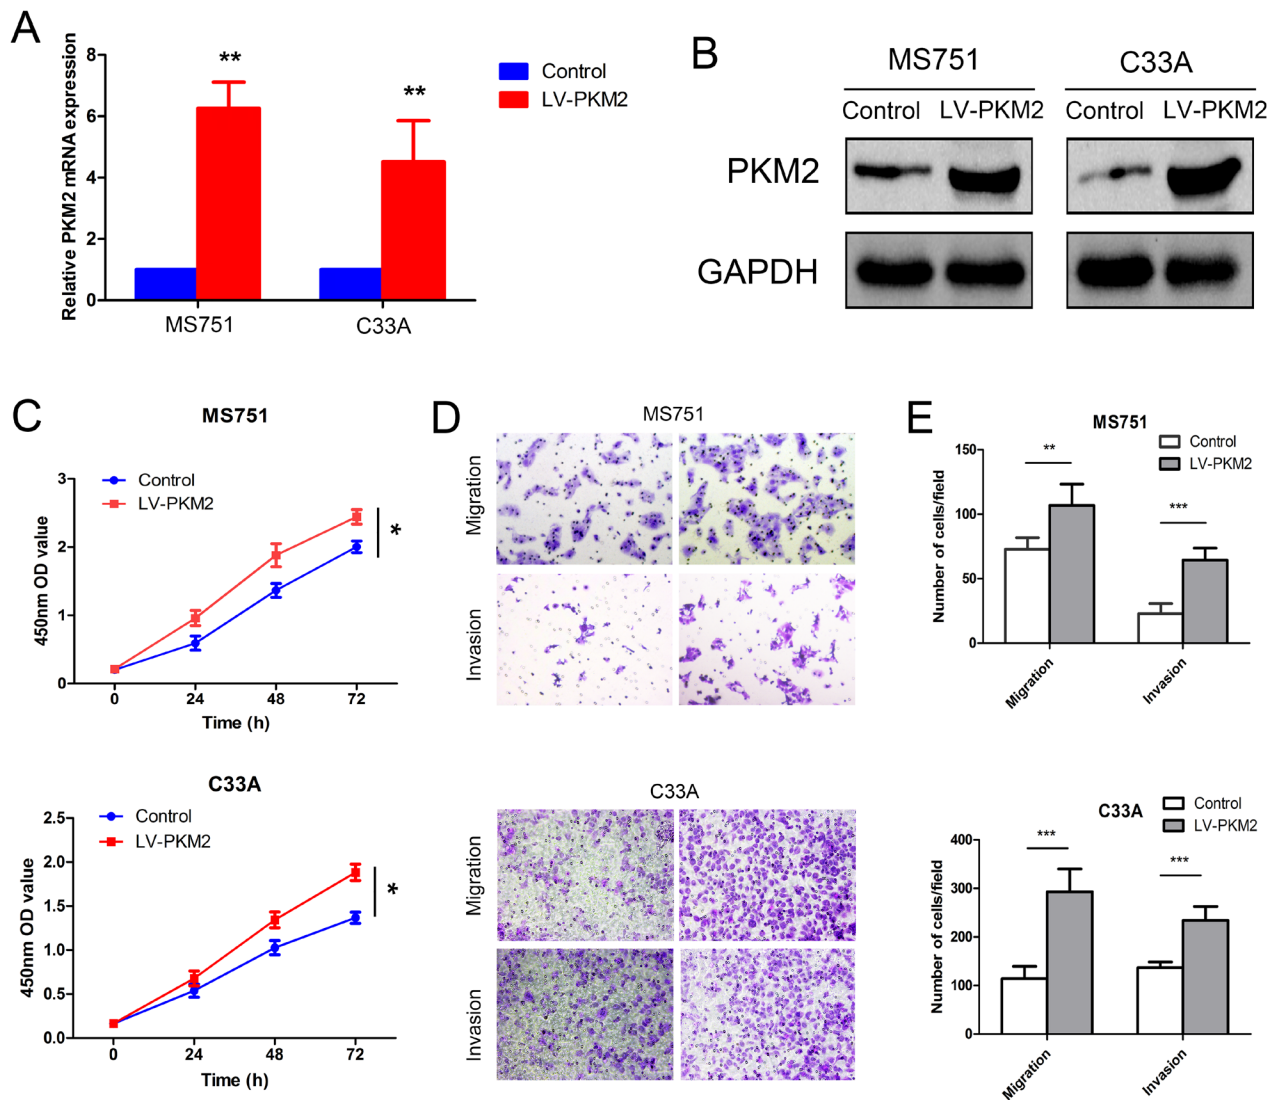 A
Relative PKM2 mRNA expression
8
6
4
2
0
**
**
MS751
C33A
Control
LV-PKM2
B
MS751
C33A
Control
LV-PKM2
Control
LV-PKM2
PKM2
GAPDH
C
MS751
Control
LV-PKM2
450nm OD value
3
2
1
0
*
0
24
48
72
Time (h)
C33A
Control
LV-PKM2
450nm OD value
2.5
2.0
1.5
1.0
0.5
0.0
*
0
24
48
72
Time (h)
D
MS751
Migration
Invasion
C33A
Migration
Invasion
E
MS751
Control
LV-PKM2
Number of cells/field
150
100
50
0
**
***
Migration
Invasion
C33A
Control
LV-PKM2
Number of cells/field
400
300
200
100
0
***
***
Migration
Invasion